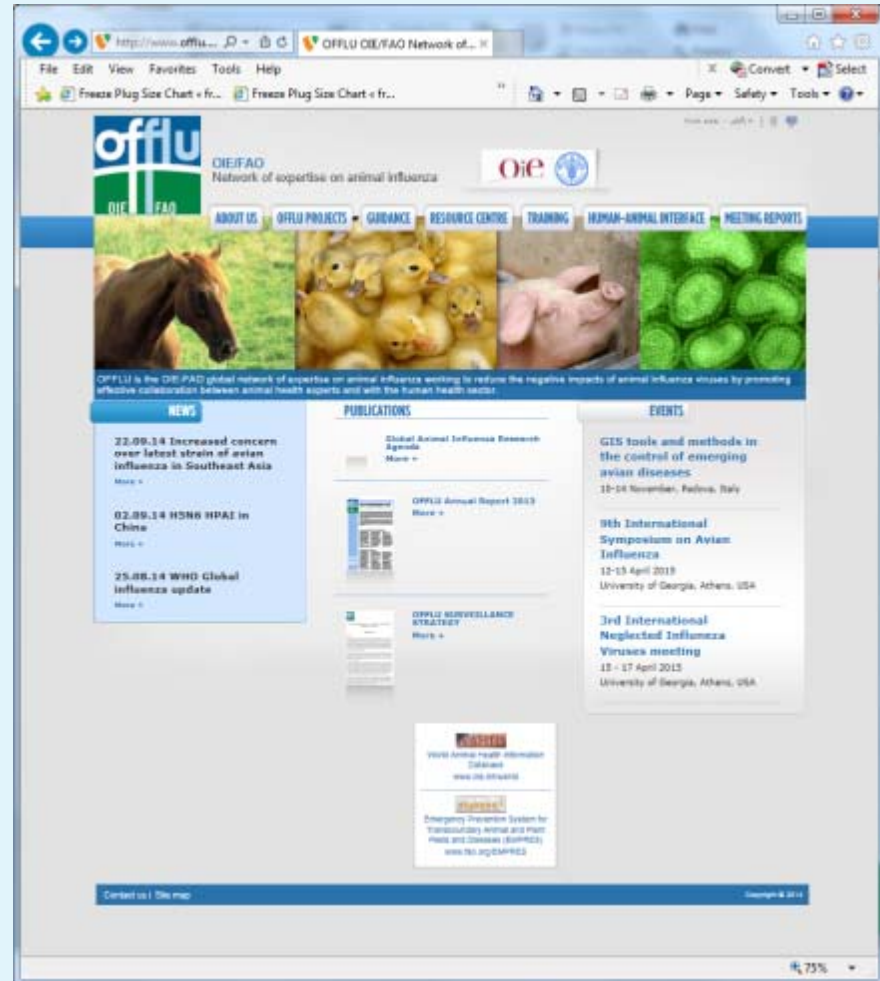 http://www.offlu...
OFFLU OIE/FAO Network of...
File Edit View Favorites Tools Help
Convert
Select
Freeze Plug Size Chart « fr...
Freeze Plug Size Chart « fr...
Page
Safety
Tools
offlu
OIE FAO
OIE/FAO
Network of expertise on animal influenza
Oie
ABOUT US
OFFLU PROJECTS
GUIDANCE
RESOURCE CENTRE
TRAINING
HUMAN-ANIMAL INTERFACE
MEETING REPORTS
OFFLU is the OIE-FAO global network of expertise on animal influenza working to reduce the negative impacts of animal influenza viruses by promoting
effective collaboration between animal health experts and with the human health sector.
NEWS
22.09.14 Increased concern
over latest strain of avian
influenza in Southeast Asia
More +
02.09.14 H5N6 HPAI in
China
More +
25.08.14 WHO Global
influenza update
More +
PUBLICATIONS
Global Animal Influenza Research
Agenda
More +
OFFLU Annual Report 2013
More +
OFFLU SURVEILLANCE
STRATEGY
More +
EVENTS
GIS tools and methods in
the control of emerging
avian diseases
10-14 November, Padova, Italy
9th International
Symposium on Avian
Influenza
12-15 April 2015
University of Georgia, Athens, USA
3rd International
Neglected Influneza
Viruses meeting
15 - 17 April 2015
University of Georgia, Athens, USA
World Animal Health Information
Database
Emergency Prevention System for
Transboundary Animal and Plant
Pests and Diseases (EMPRES)
www.fao.org/EMPRES
Contact us | Site map
Copyright © 2014
75%